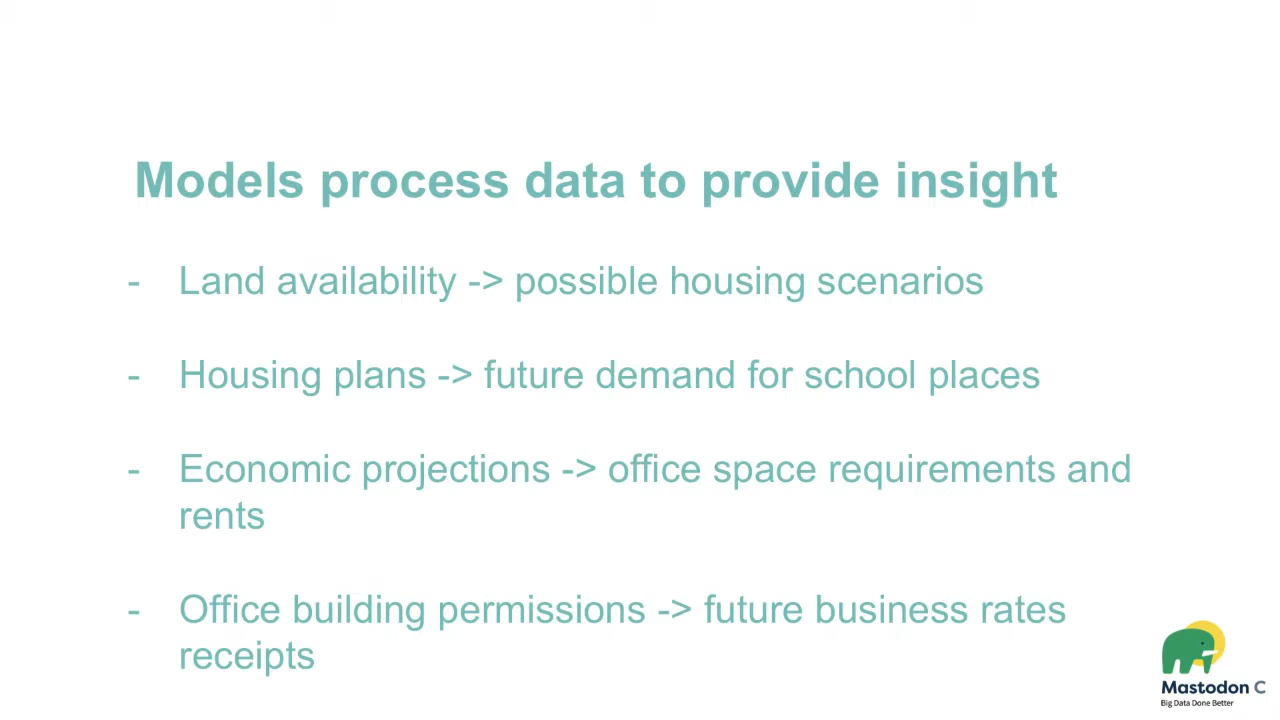 Models process data to provide insight
- Land availability -> possible housing scenarios
- Housing plans -> future demand for school places
- Economic projections -> office space requirements and
rents
- Office building permissions -> future business rates
receipts
Mastodon C
Big Data Done Better